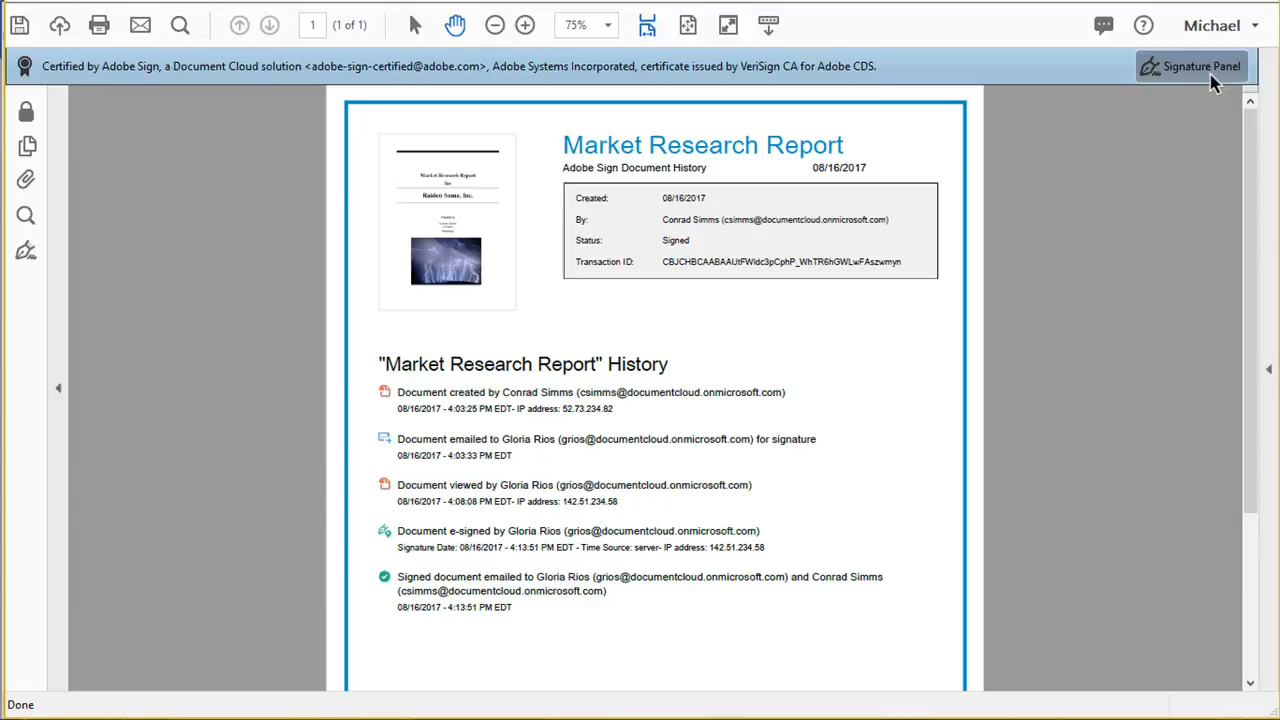 1 (1 of 1) 75% Michael
Certified by Adobe Sign, a Document Cloud solution <adobe-sign-certified@adobe.com>, Adobe Systems Incorporated, certificate issued by VeriSign CA for Adobe CDS.
Signature Panel
Market Research Report
for
Raiden Sama, Inc.
Market Research Report
Adobe Sign Document History 08/16/2017
Created: 08/16/2017
By: Conrad Simms (csimms@documentcloud.onmicrosoft.com)
Status: Signed
Transaction ID: CBJCHBCAABAAUtFWldc3pCphP_WhTR6hGWLwFAszwmyn
"Market Research Report" History
Document created by Conrad Simms (csimms@documentcloud.onmicrosoft.com)
08/16/2017 - 4:03:25 PM EDT- IP address: 52.73.234.82
Document emailed to Gloria Rios (grios@documentcloud.onmicrosoft.com) for signature
08/16/2017 - 4:03:33 PM EDT
Document viewed by Gloria Rios (grios@documentcloud.onmicrosoft.com)
08/16/2017 - 4:08:08 PM EDT- IP address: 142.51.234.58
Document e-signed by Gloria Rios (grios@documentcloud.onmicrosoft.com)
Signature Date: 08/16/2017 - 4:13:51 PM EDT - Time Source: server- IP address: 142.51.234.58
Signed document emailed to Gloria Rios (grios@documentcloud.onmicrosoft.com) and Conrad Simms
(csimms@documentcloud.onmicrosoft.com)
08/16/2017 - 4:13:51 PM EDT
Done